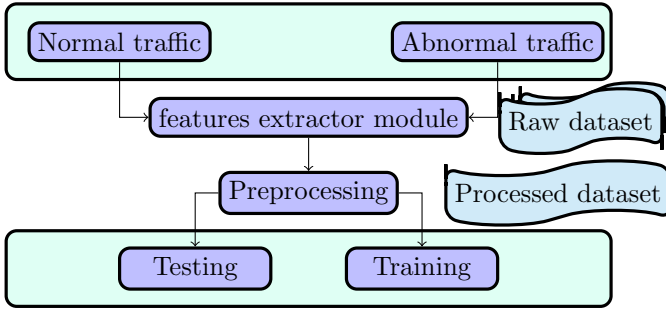 Normal traffic
Abnormal traffic
features extractor module
Raw dataset
Preprocessing
Processed dataset
Testing
Training